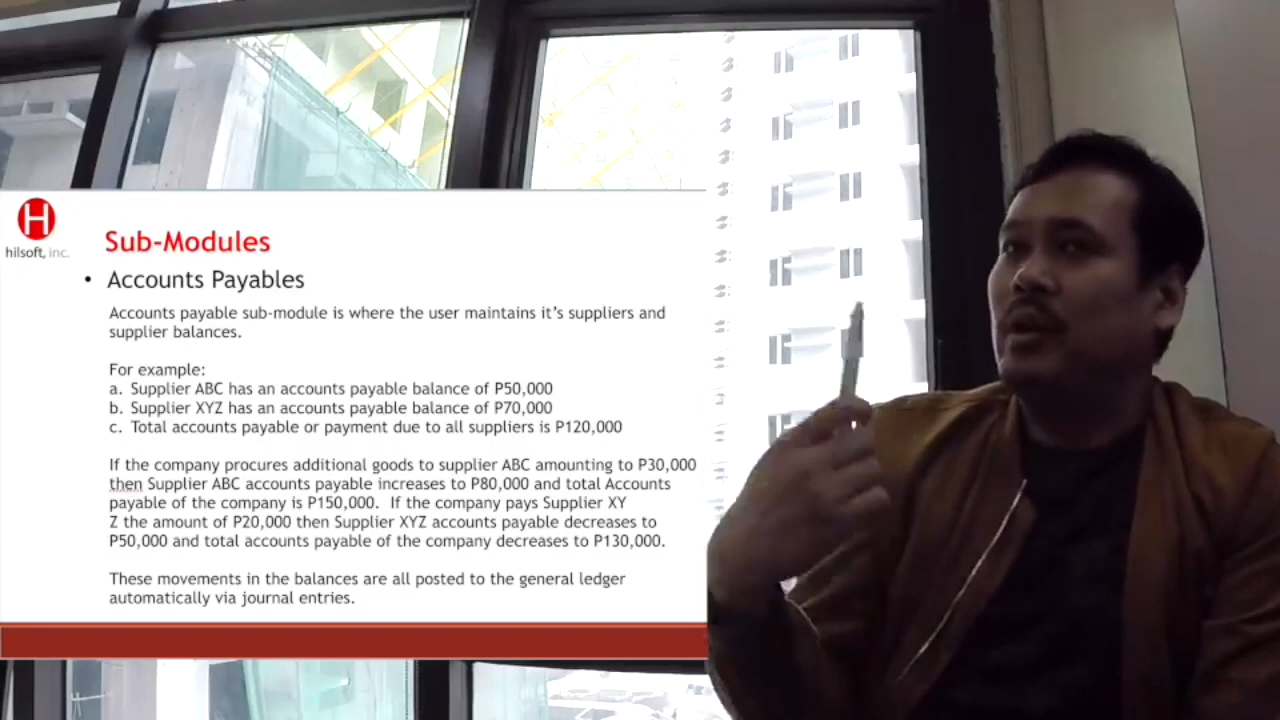 H
hilsoft, inc.
Sub-Modules
• Accounts Payables
Accounts payable sub-module is where the user maintains it's suppliers and
supplier balances.
For example:
a. Supplier ABC has an accounts payable balance of P50,000
b. Supplier XYZ has an accounts payable balance of P70,000
c. Total accounts payable or payment due to all suppliers is P120,000
If the company procures additional goods to supplier ABC amounting to P30,000
then Supplier ABC accounts payable increases to P80,000 and total Accounts
payable of the company is P150,000. If the company pays Supplier XY
Z the amount of P20,000 then Supplier XYZ accounts payable decreases to
P50,000 and total accounts payable of the company decreases to P130,000.
These movements in the balances are all posted to the general ledger
automatically via journal entries.